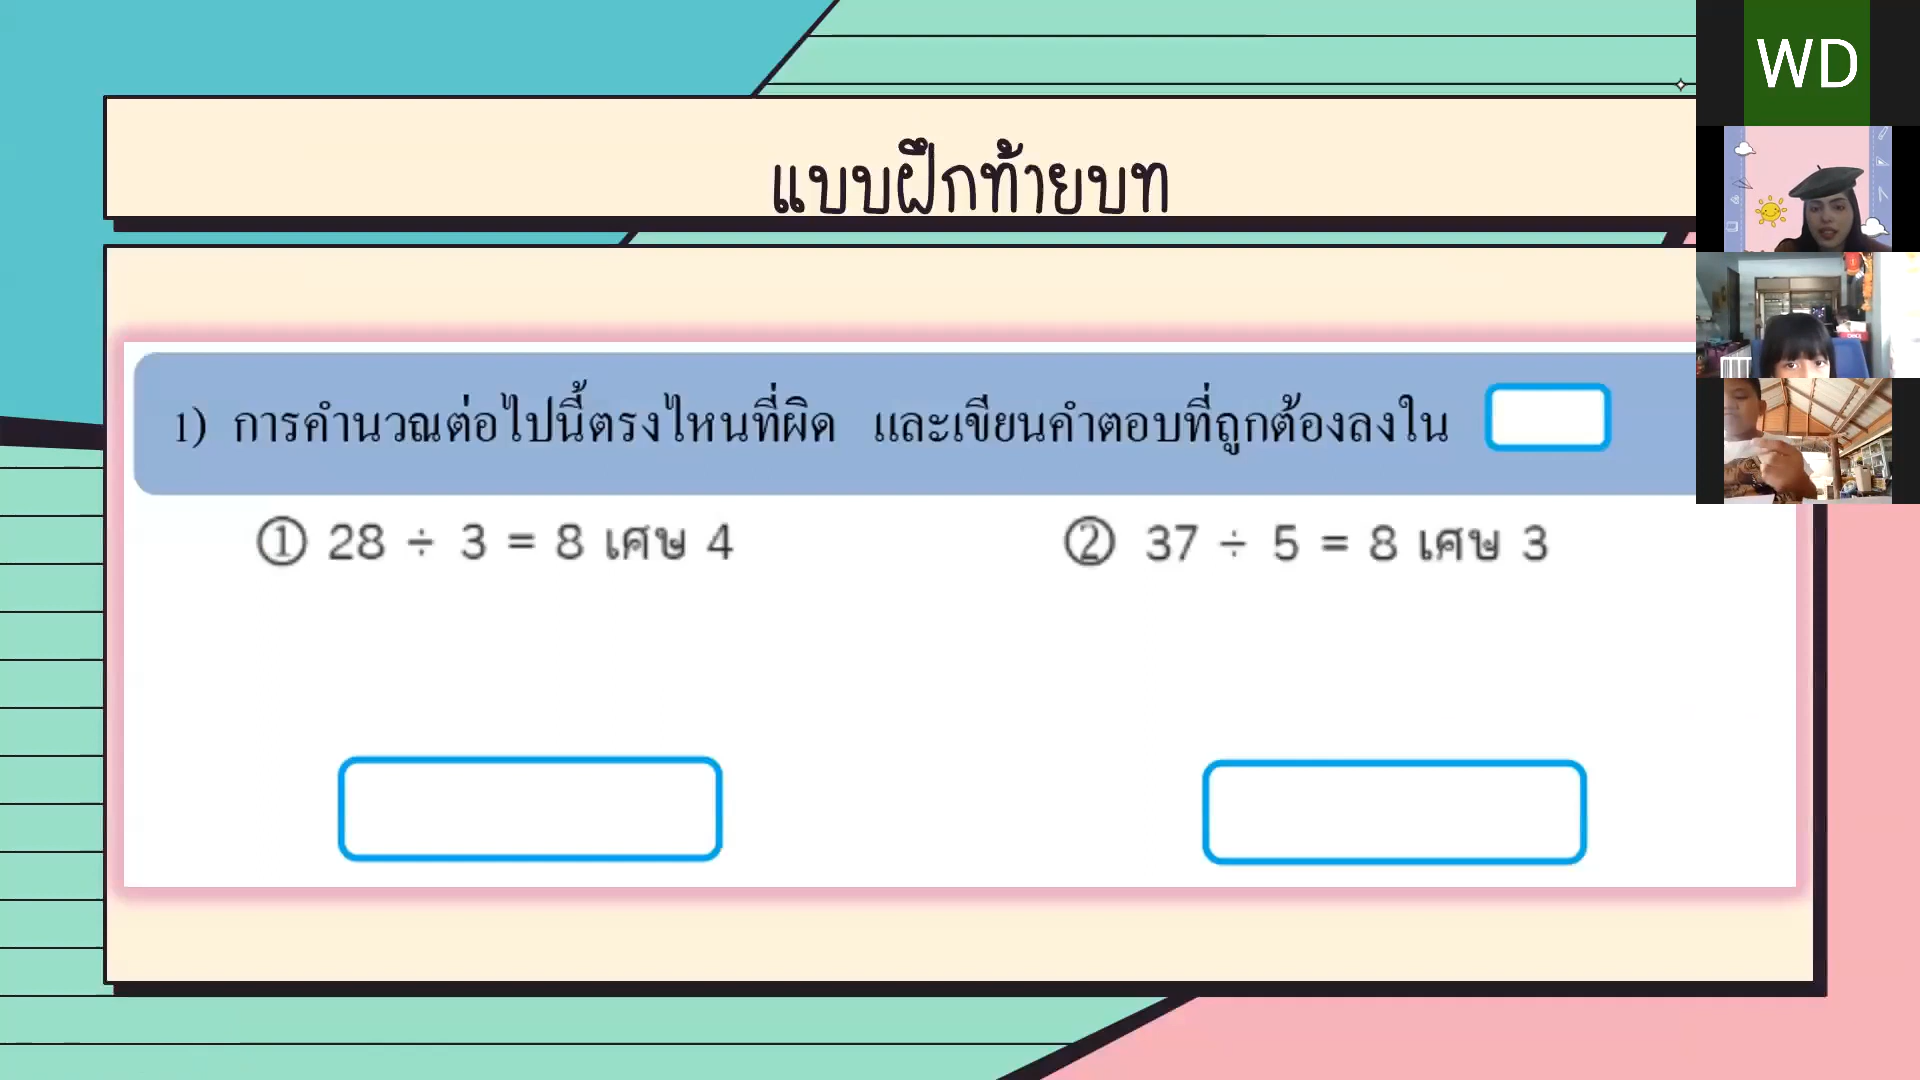 WD
แบบฝึกท้ายบท
1) การคำนวณต่อไปนี้ตรงไหนที่ผิด และเขียนคำตอบที่ถูกต้องลงใน
① 28 ÷ 3 = 8 เศษ 4
② 37 ÷ 5 = 8 เศษ 3